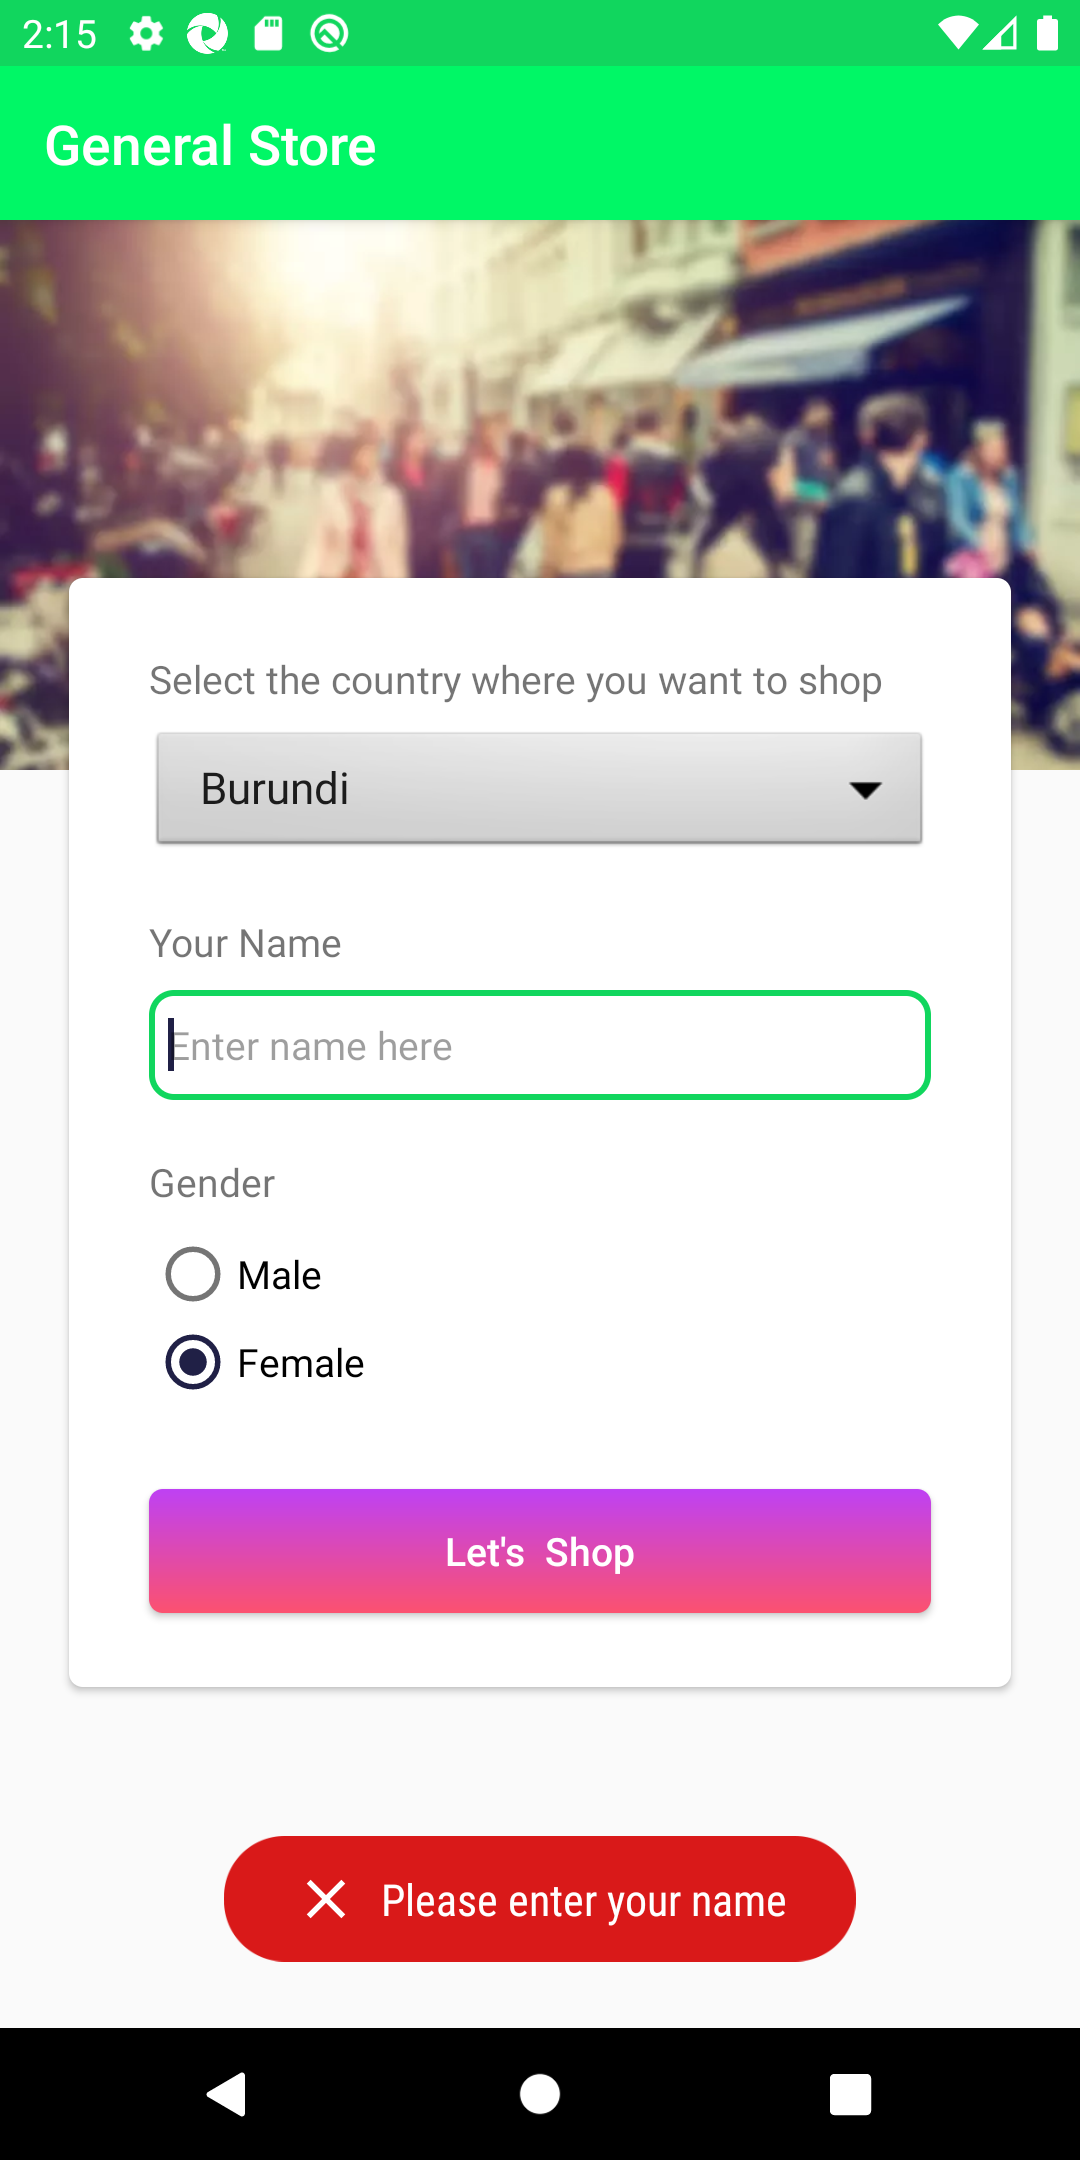 2:15
General Store
Select the country where you want to shop
Burundi
Your Name
Enter name here
Gender
Male
Female
Let's  Shop
Please enter your name